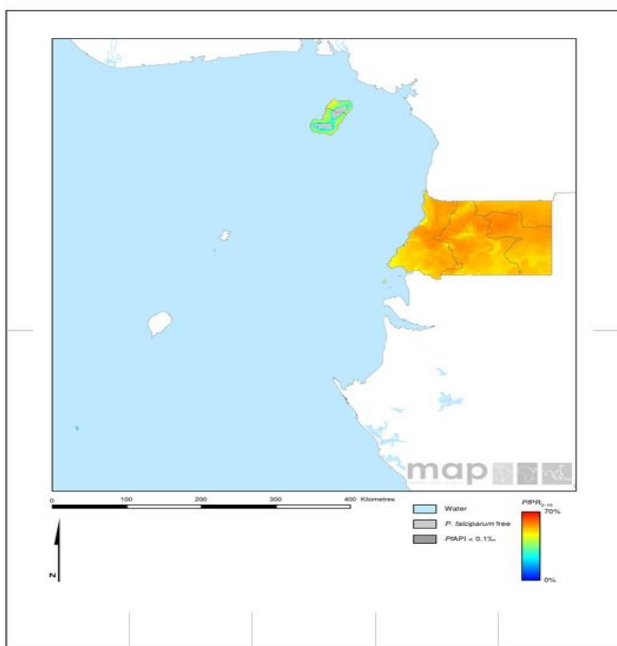 map
0 100 200 300 400 Kilometres
Water
P. falciparum free
PfAPI < 0.1‰
PfPR2-10
70%
0%
N